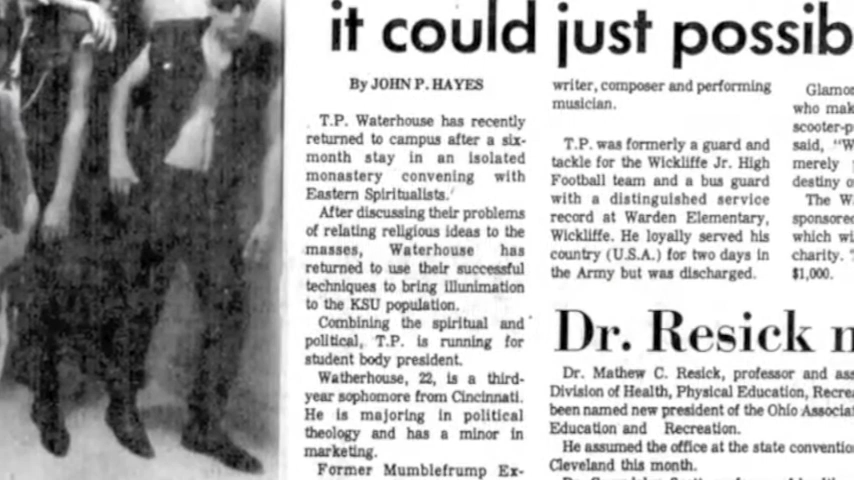 it could just possib
By JOHN P. HAYES
T.P. Waterhouse has recently
returned to campus after a six-
month stay in an isolated
monastery convening with
Eastern Spiritualists.
After discussing their problems
of relating religious ideas to the
masses, Waterhouse has
returned to use their successful
techniques to bring illunimation
to the KSU population.
Combining the spiritual and
political, T.P. is running for
student body president.
Watherhouse, 22, is a third-
year sophomore from Cincinnati.
He is majoring in political
theology and has a minor in
marketing.
Former Mumblefrump Ex-
writer, composer and performing
musician.
T.P. was formerly a guard and
tackle for the Wickliffe Jr. High
Football team and a bus guard
with a distinguished service
record at Warden Elementary,
Wickliffe. He loyally served his
country (U.S.A.) for two days in
the Army but was discharged.
Glamor
who mak
scooter-p
said, "W
merely
destiny o
The W
sponsored
which wi
charity.
$1,000.
Dr. Resick n
Dr. Mathew C. Resick, professor and ass
Division of Health, Physical Education, Recrea
been named new president of the Ohio Associa
Education and Recreation.
He assumed the office at the state conventio
Cleveland this month.